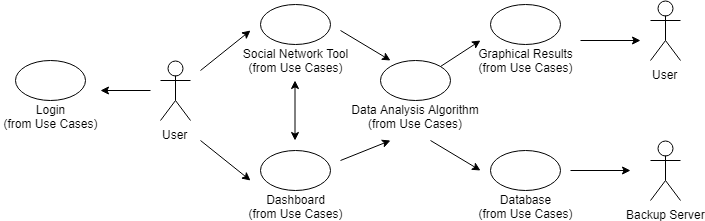 Social Network Tool
(from Use Cases)
Graphical Results
(from Use Cases)
User
Login
(from Use Cases)
User
Data Analysis Algorithm
(from Use Cases)
Dashboard
(from Use Cases)
Database
(from Use Cases)
Backup Server